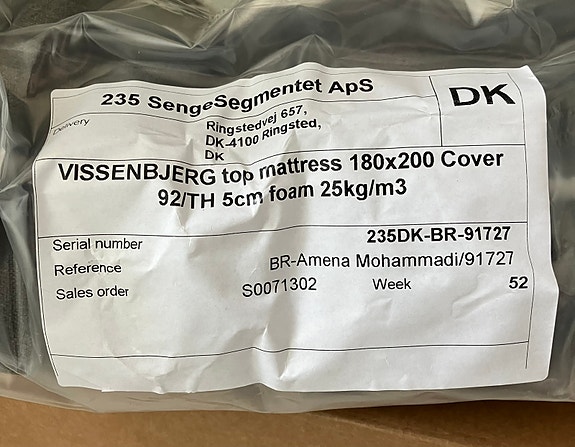 235 SengeSegmentet ApS
DK
Delivery
Ringstedvej 657,
DK-4100 Ringsted,
DK
VISSENBJERG top mattress 180x200 Cover
92/TH 5cm foam 25kg/m3
Serial number 235DK-BR-91727
Reference BR-Amena Mohammadi/91727
Sales order S0071302 Week 52